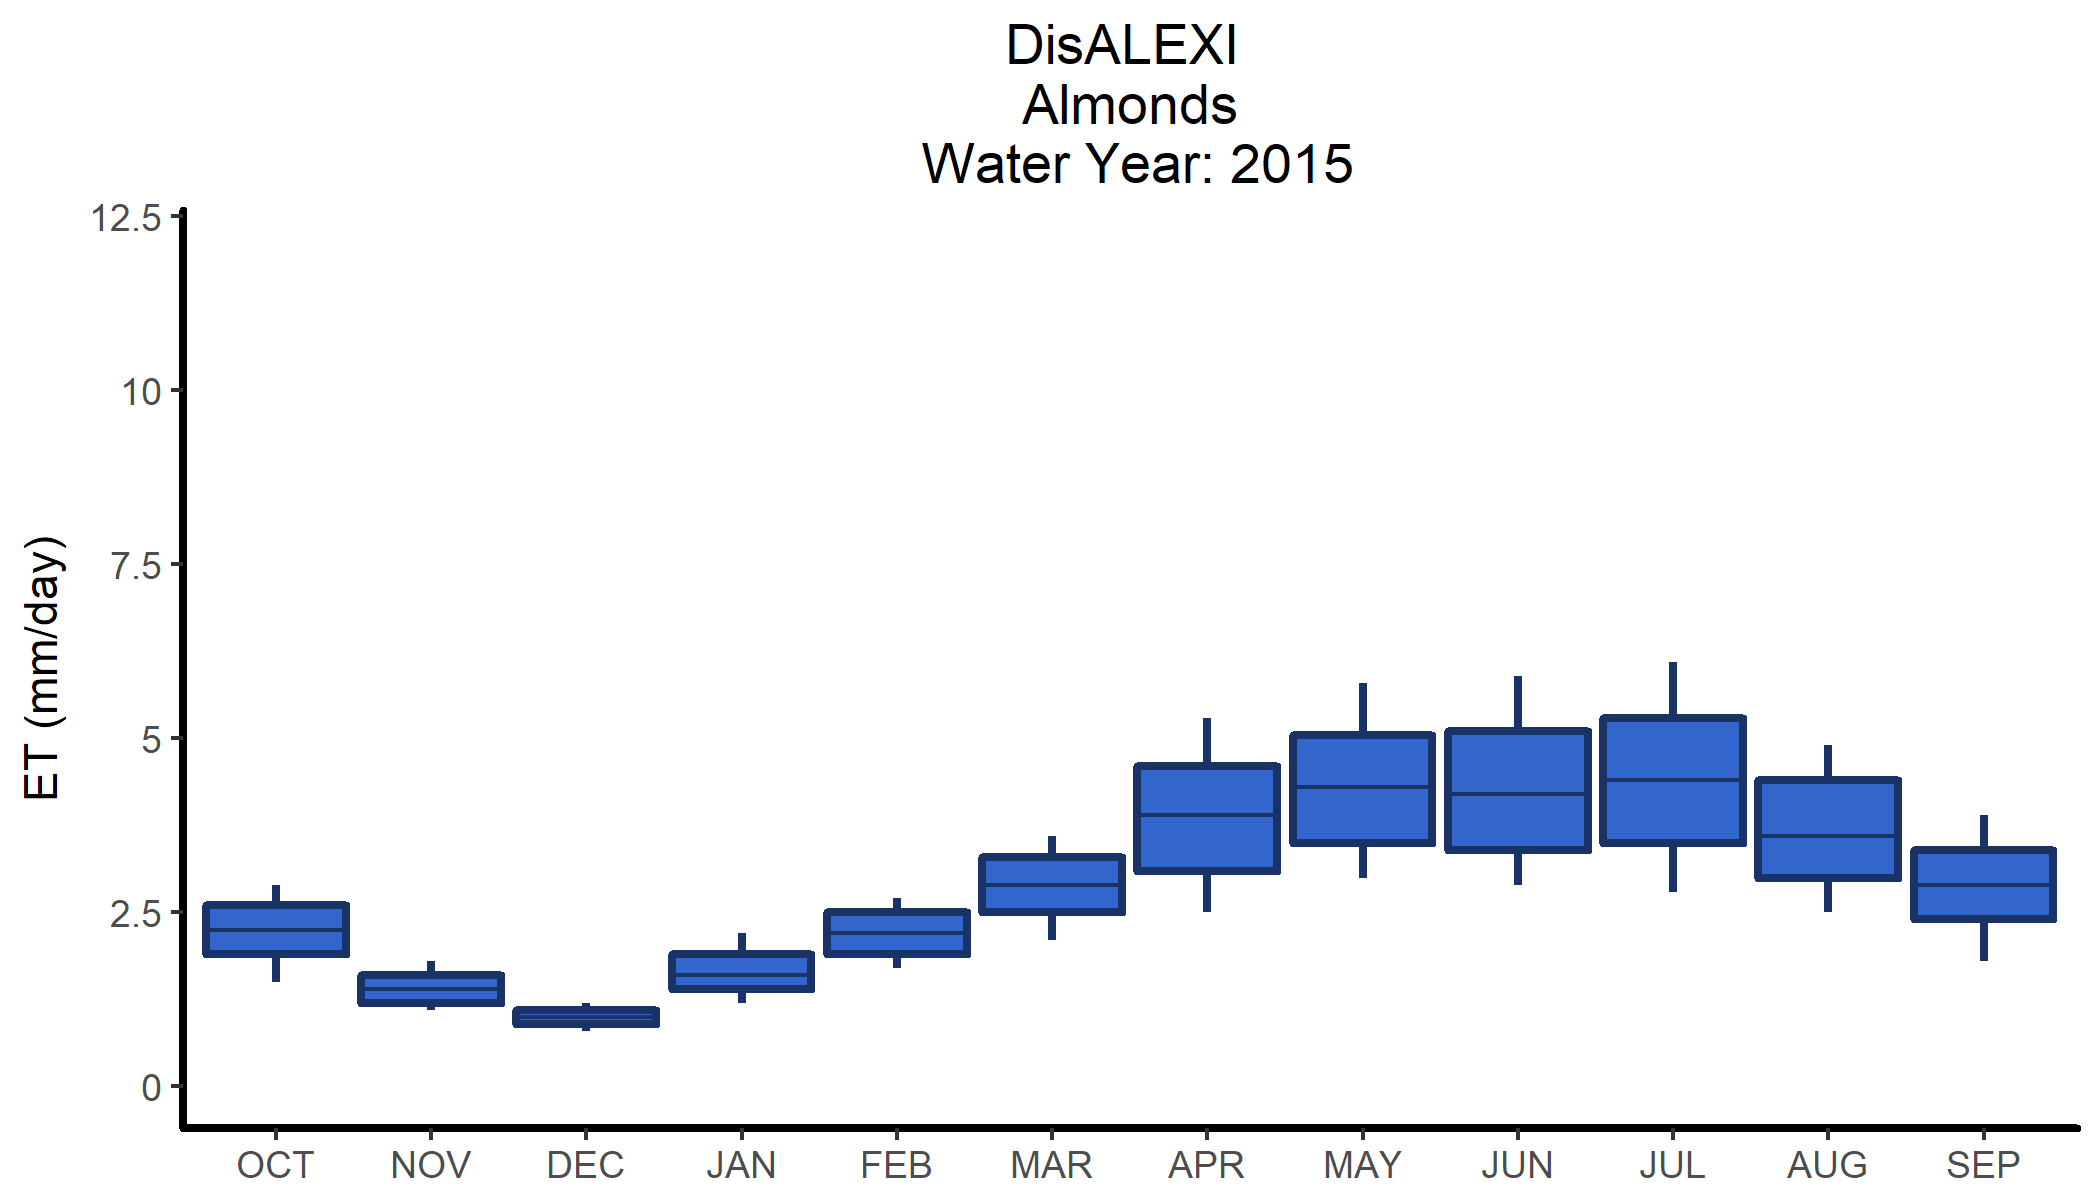 DisALEXI
Almonds
Water Year: 2015
ET (mm/day)
12.5
10
7.5
5
2.5
0
OCT NOV DEC JAN FEB MAR APR MAY JUN JUL AUG SEP